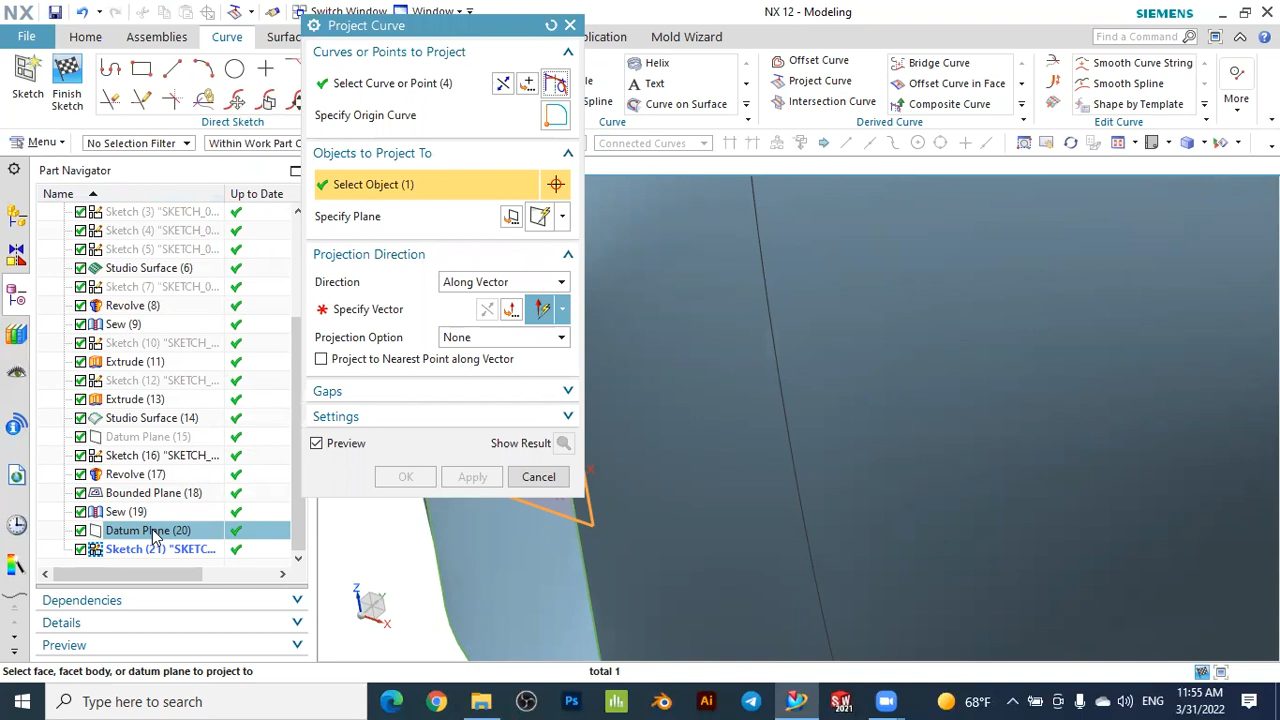 NX
Switch Window
Window
NX 12 - Modeling
SIEMENS
File
Home
Assemblies
Curve
Surfac
Project Curve
lication
Mold Wizard
Find a Command
Sketch
Finish Sketch
Direct Sketch
Helix
Text
pline
Curve on Surface
Curve
Offset Curve
Project Curve
Intersection Curve
Bridge Curve
Offset Curve in Face
Composite Curve
Derived Curve
Smooth Curve String
Smooth Spline
Shape by Template
Edit Curve
More
Menu
No Selection Filter
Within Work Part C
Connected Curves
Part Navigator
Name
Up to Date
Sketch (3) "SKETCH_0...
Sketch (4) "SKETCH_0...
Sketch (5) "SKETCH_0...
Studio Surface (6)
Sketch (7) "SKETCH_...
Revolve (8)
Sew (9)
Sketch (10) "SKETCH_...
Extrude (11)
Sketch (12) "SKETCH_...
Extrude (13)
Studio Surface (14)
Datum Plane (15)
Sketch (16) "SKETCH_...
Revolve (17)
Bounded Plane (18)
Sew (19)
Datum Plane (20)
Sketch (21) "SKETC...
Dependencies
Details
Preview
Curves or Points to Project
Select Curve or Point (4)
Specify Origin Curve
Objects to Project To
Select Object (1)
Specify Plane
Projection Direction
Direction
Along Vector
* Specify Vector
Projection Option
None
Project to Nearest Point along Vector
Gaps
Settings
Preview
Show Result
OK
Apply
Cancel
X
Z
X
Select face, facet body, or datum plane to project to
total 1
Type here to search
Ps
Ai
SW
2021
68°F
ENG
11:55 AM
3/31/2022